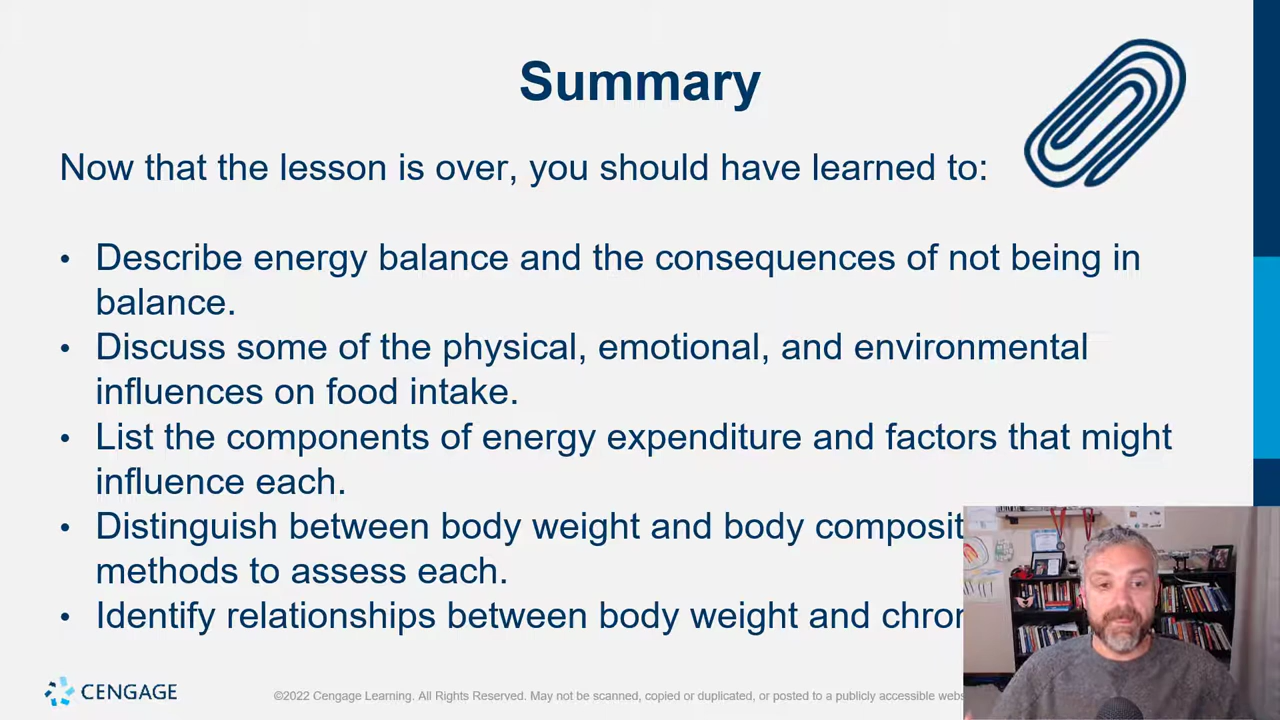 Summary
Now that the lesson is over, you should have learned to:
• Describe energy balance and the consequences of not being in
balance.
• Discuss some of the physical, emotional, and environmental
influences on food intake.
• List the components of energy expenditure and factors that might
influence each.
• Distinguish between body weight and body composit
methods to assess each.
• Identify relationships between body weight and chron
CENGAGE
©2022 Cengage Learning. All Rights Reserved. May not be scanned, copied or duplicated, or posted to a publicly accessible webs